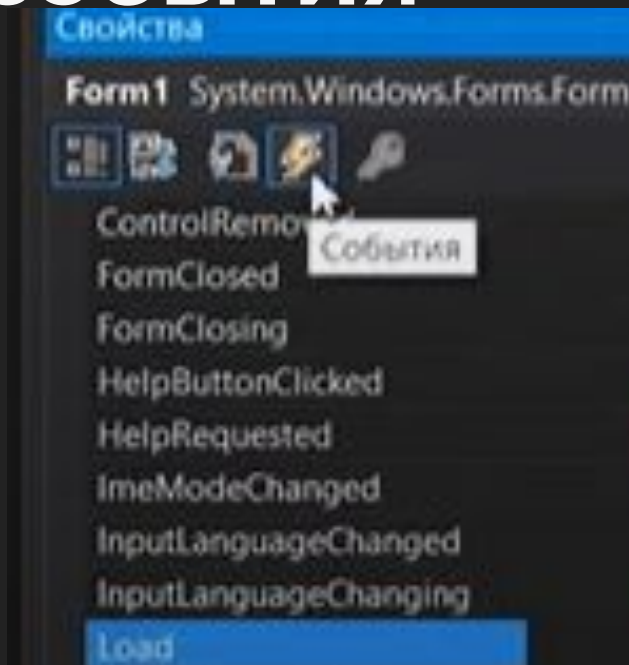 Свойства
Form1 System.Windows.Forms.Form
События
FormClosed
FormClosing
HelpButtonClicked
HelpRequested
ImeModeChanged
InputLanguageChanged
InputLanguageChanging
Load